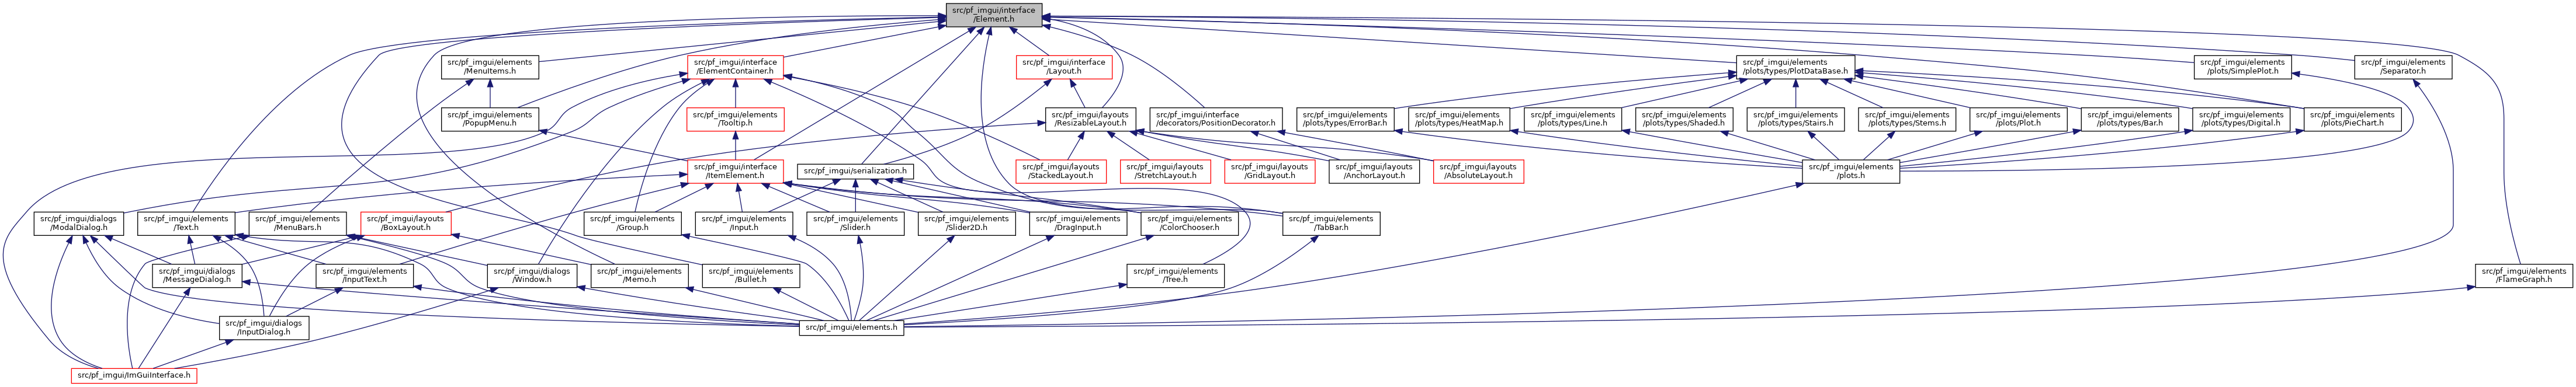 src/pf_imgui/interface
/Element.h
src/pf_imgui/elements
/MenuItems.h
src/pf_imgui/interface
/ElementContainer.h
src/pf_imgui/interface
/Layout.h
src/pf_imgui/elements
/plots/types/PlotDataBase.h
src/pf_imgui/elements
/plots/SimplePlot.h
src/pf_imgui/elements
/Separator.h
src/pf_imgui/elements
/PopupMenu.h
src/pf_imgui/elements
/Tooltip.h
src/pf_imgui/layouts
/ResizableLayout.h
src/pf_imgui/interface
/decorators/PositionDecorator.h
src/pf_imgui/elements
/plots/types/ErrorBar.h
src/pf_imgui/elements
/plots/types/HeatMap.h
src/pf_imgui/elements
/plots/types/Line.h
src/pf_imgui/elements
/plots/types/Shaded.h
src/pf_imgui/elements
/plots/types/Stairs.h
src/pf_imgui/elements
/plots/types/Stems.h
src/pf_imgui/elements
/plots/Plot.h
src/pf_imgui/elements
/plots/types/Bar.h
src/pf_imgui/elements
/plots/types/Digital.h
src/pf_imgui/elements
/plots/PieChart.h
src/pf_imgui/interface
/ItemElement.h
src/pf_imgui/serialization.h
src/pf_imgui/layouts
/StackedLayout.h
src/pf_imgui/layouts
/StretchLayout.h
src/pf_imgui/layouts
/GridLayout.h
src/pf_imgui/layouts
/AnchorLayout.h
src/pf_imgui/layouts
/AbsoluteLayout.h
src/pf_imgui/elements
/plots.h
src/pf_imgui/dialogs
/ModalDialog.h
src/pf_imgui/elements
/Text.h
src/pf_imgui/elements
/MenuBars.h
src/pf_imgui/layouts
/BoxLayout.h
src/pf_imgui/elements
/Group.h
src/pf_imgui/elements
/Input.h
src/pf_imgui/elements
/Slider.h
src/pf_imgui/elements
/Slider2D.h
src/pf_imgui/elements
/DragInput.h
src/pf_imgui/elements
/ColorChooser.h
src/pf_imgui/elements
/TabBar.h
src/pf_imgui/dialogs
/MessageDialog.h
src/pf_imgui/elements
/InputText.h
src/pf_imgui/dialogs
/Window.h
src/pf_imgui/elements
/Memo.h
src/pf_imgui/elements
/Bullet.h
src/pf_imgui/elements
/Tree.h
src/pf_imgui/elements
/FlameGraph.h
src/pf_imgui/dialogs
/InputDialog.h
src/pf_imgui/elements.h
src/pf_imgui/ImGuiInterface.h